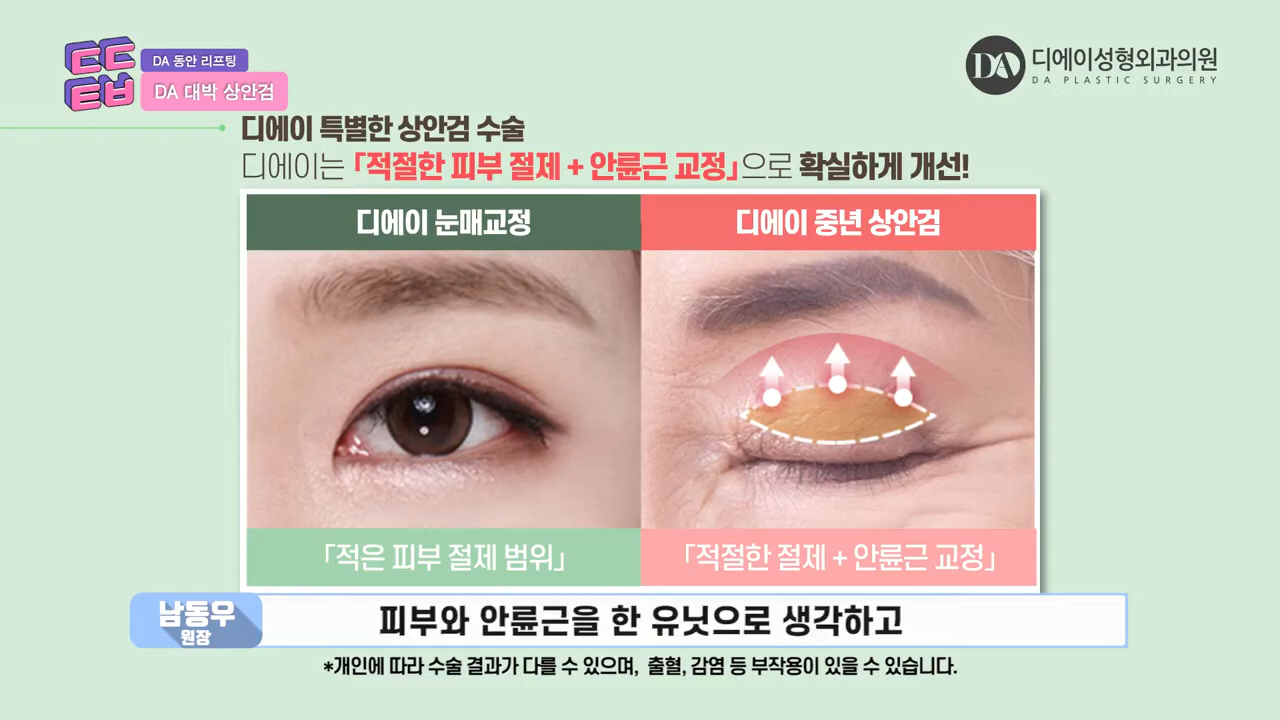 DA 동안 리프팅
DA 대박 상안검
DA 디에이성형외과의원
DA PLASTIC SURGERY
디에이 특별한 상안검 수술
디에이는 「적절한 피부 절제 + 안륜근 교정」으로 확실하게 개선!
디에이 눈매교정
디에이 중년 상안검
「적은 피부 절제 범위」
「적절한 절제 + 안륜근 교정」
남동우
원장
피부와 안륜근을 한 유닛으로 생각하고
*개인에 따라 수술 결과가 다를 수 있으며, 출혈, 감염 등 부작용이 있을 수 있습니다.